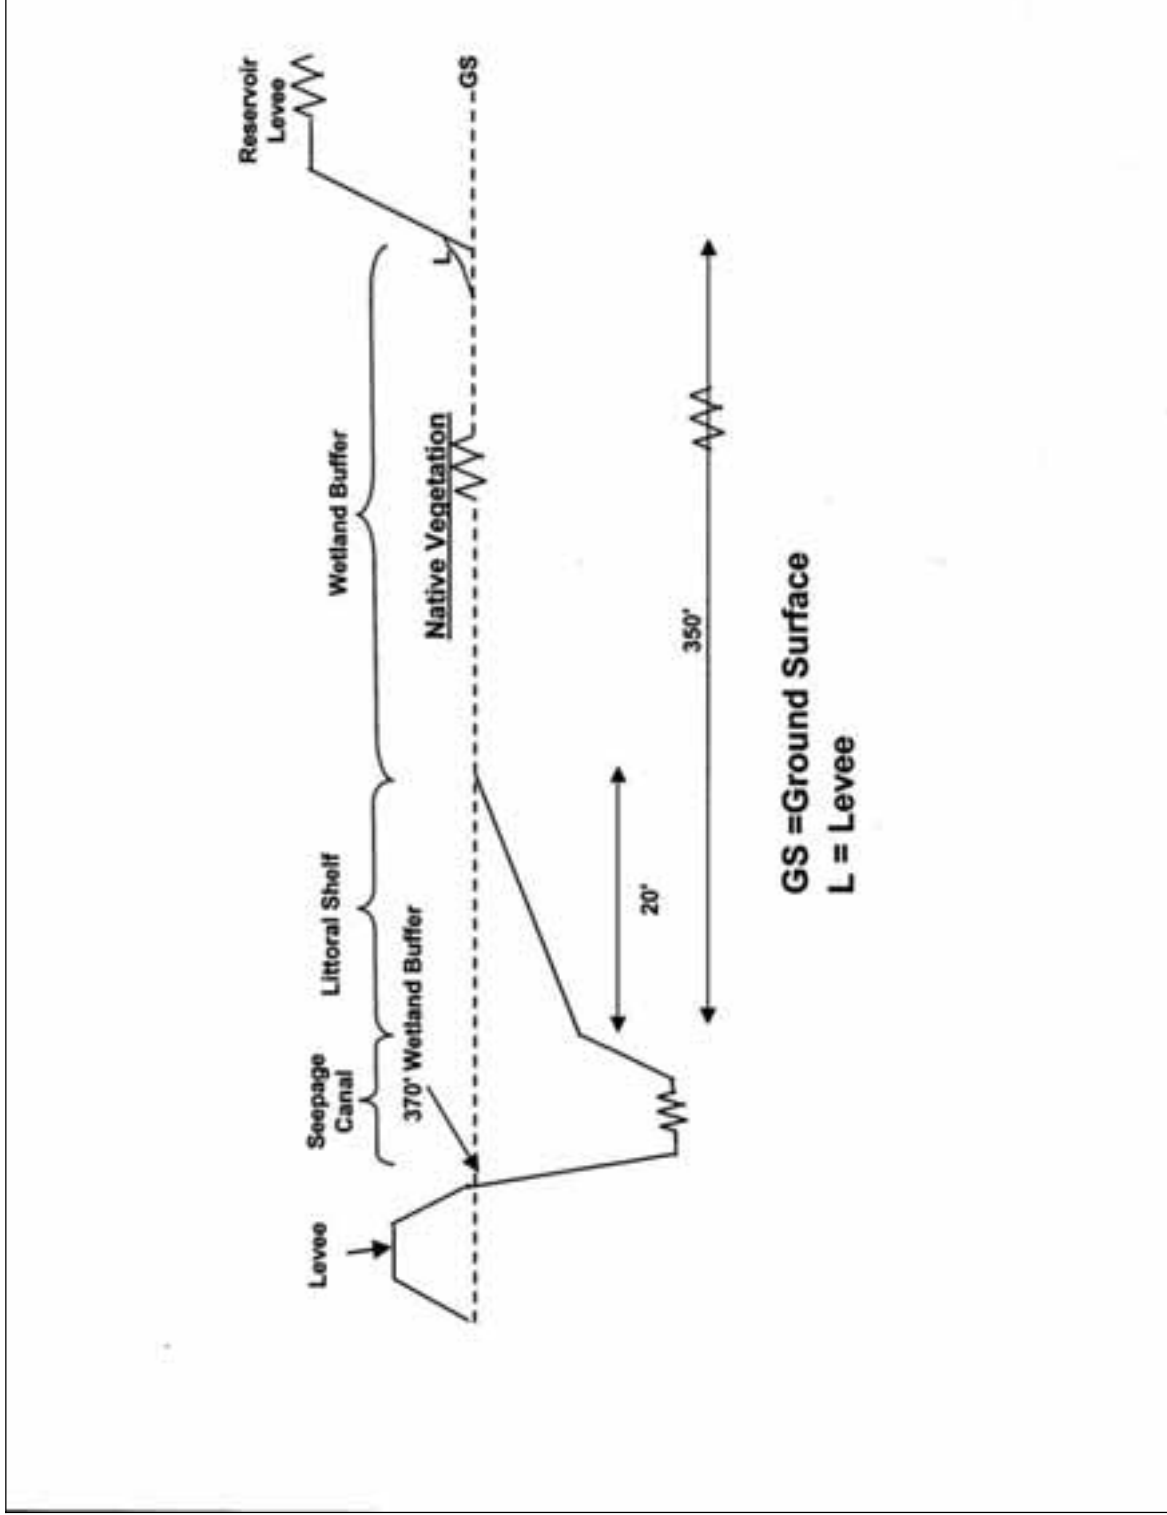 Levee
Seepage
Canal
Littoral Shelf
Wetland Buffer
Reservoir
Levee
370' Wetland Buffer
Native Vegetation
L
GS
20'
350'
GS =Ground Surface
L = Levee